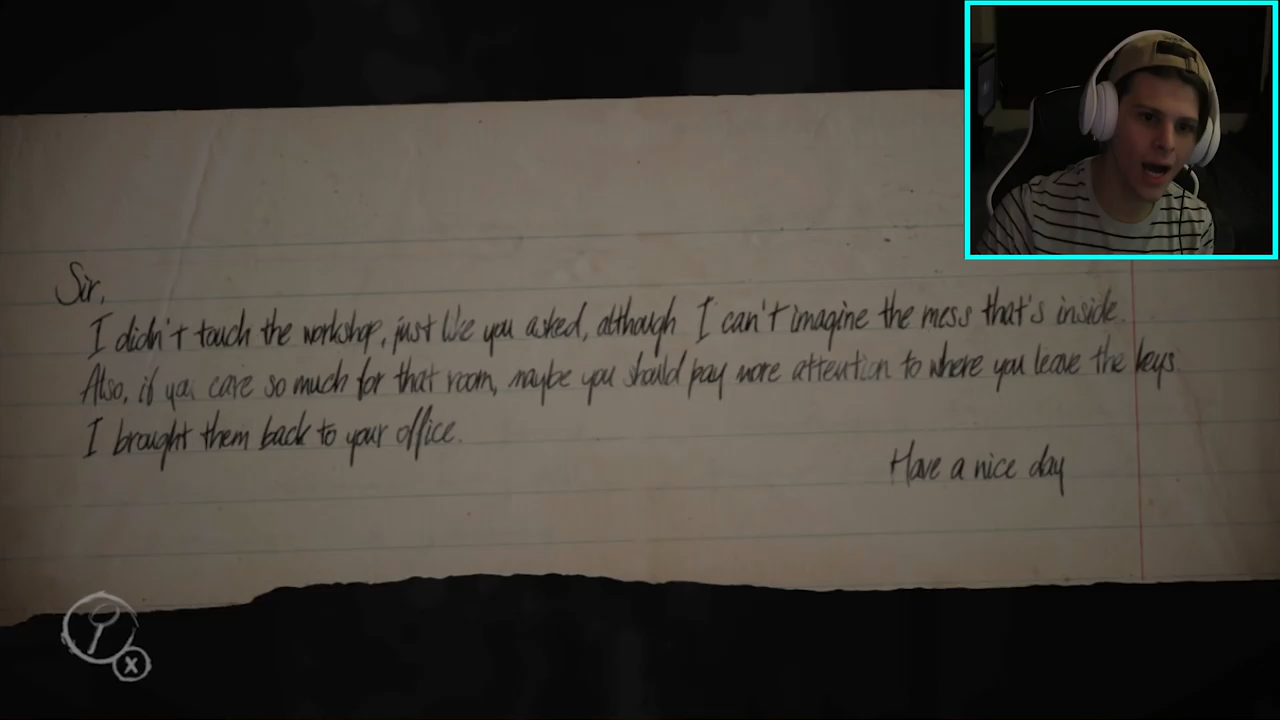 Sir,
I didn't touch the workshop, just like you asked, although I can't imagine the mess that's inside.
Also, if you care so much for that room, maybe you should pay more attention to where you leave the keys.
I brought them back to your office.
Have a nice day
X